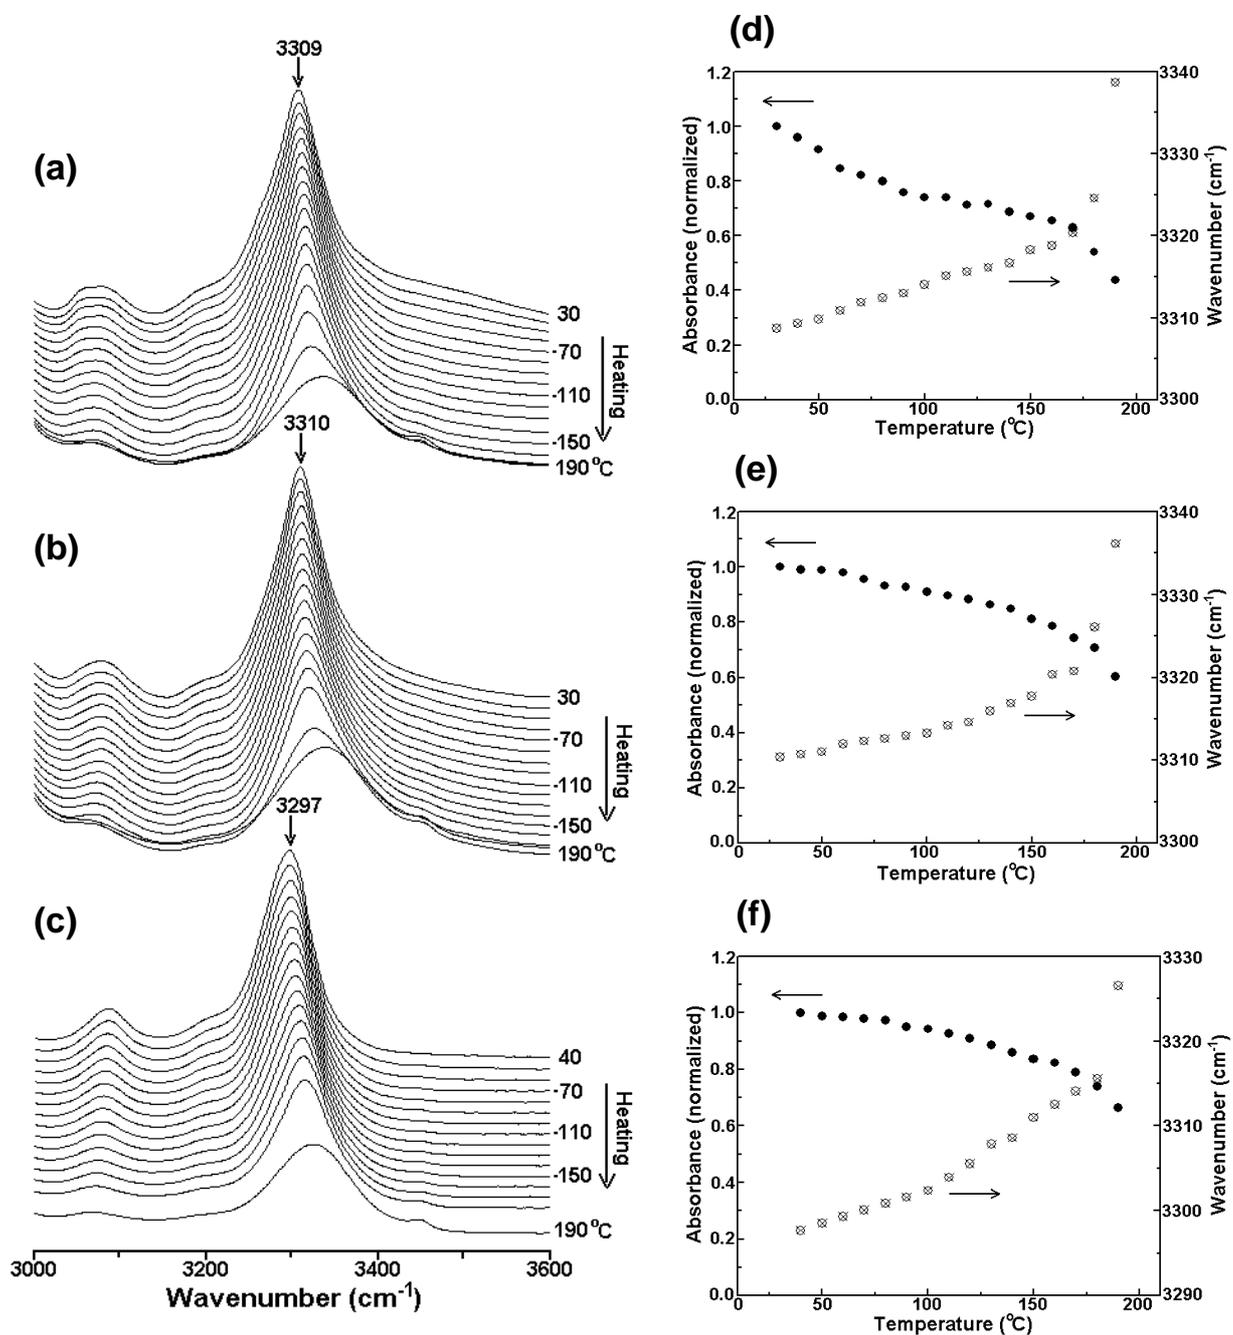 (a)
3309
30
-70
-110
-150
190 °C
Heating
(b)
3310
30
-70
-110
-150
190 °C
Heating
(c)
3297
40
-70
-110
-150
190 °C
Heating
3000 3200 3400 3600
Wavenumber (cm-1)
(d)
1.2
1.0
0.8
0.6
0.4
0.2
0.0
Absorbance (normalized)
3340
3330
3320
3310
3300
Wavenumber (cm-1)
0 50 100 150 200
Temperature (°C)
(e)
1.2
1.0
0.8
0.6
0.4
0.2
0.0
Absorbance (normalized)
3340
3330
3320
3310
3300
Wavenumber (cm-1)
0 50 100 150 200
Temperature (°C)
(f)
1.2
1.0
0.8
0.6
0.4
0.2
0.0
Absorbance (normalized)
3330
3320
3310
3300
3290
Wavenumber (cm-1)
0 50 100 150 200
Temperature (°C)